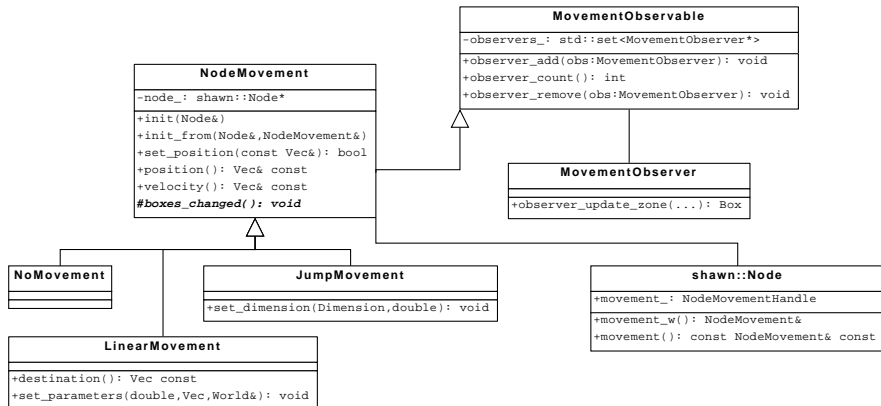 MovementObservable
-observers_: std::set<MovementObserver*>
+observer_add(obs:MovementObserver): void
+observer_count(): int
+observer_remove(obs:MovementObserver): void
NodeMovement
-node_: shawn::Node*
+init(Node&)
+init_from(Node&,NodeMovement&)
+set_position(const Vec&): bool
+position(): Vec& const
+velocity(): Vec& const
#boxes_changed(): void
MovementObserver
+observer_update_zone(...): Box
NoMovement
JumpMovement
+set_dimension(Dimension,double): void
shawn::Node
+movement_: NodeMovementHandle
+movement_w(): NodeMovement&
+movement(): const NodeMovement& const
LinearMovement
+destination(): Vec const
+set_parameters(double,Vec,World&): void